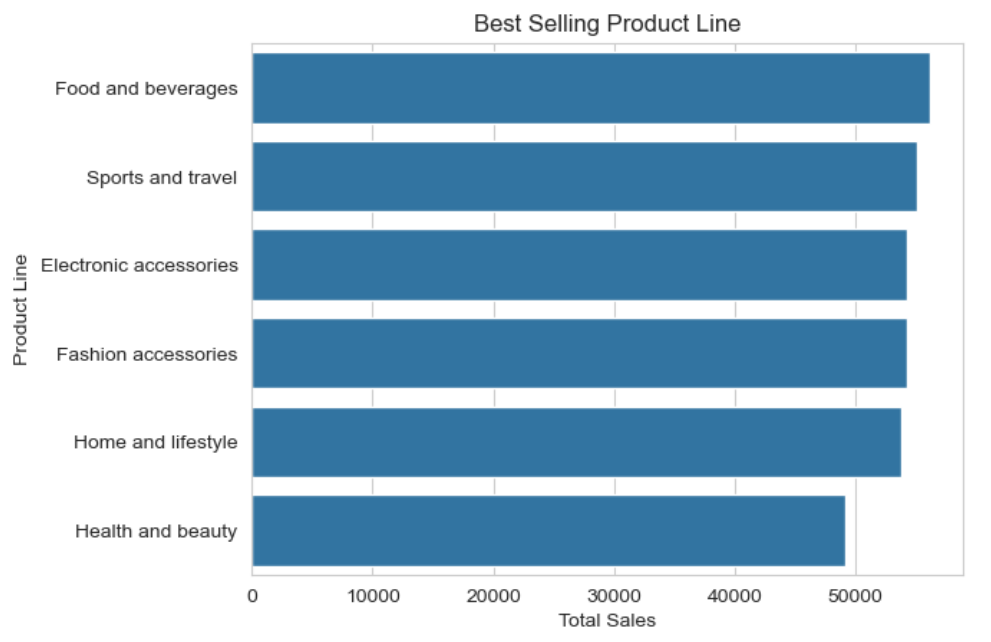 Best Selling Product Line
Product Line
Food and beverages
Sports and travel
Electronic accessories
Fashion accessories
Home and lifestyle
Health and beauty
0 10000 20000 30000 40000 50000
Total Sales